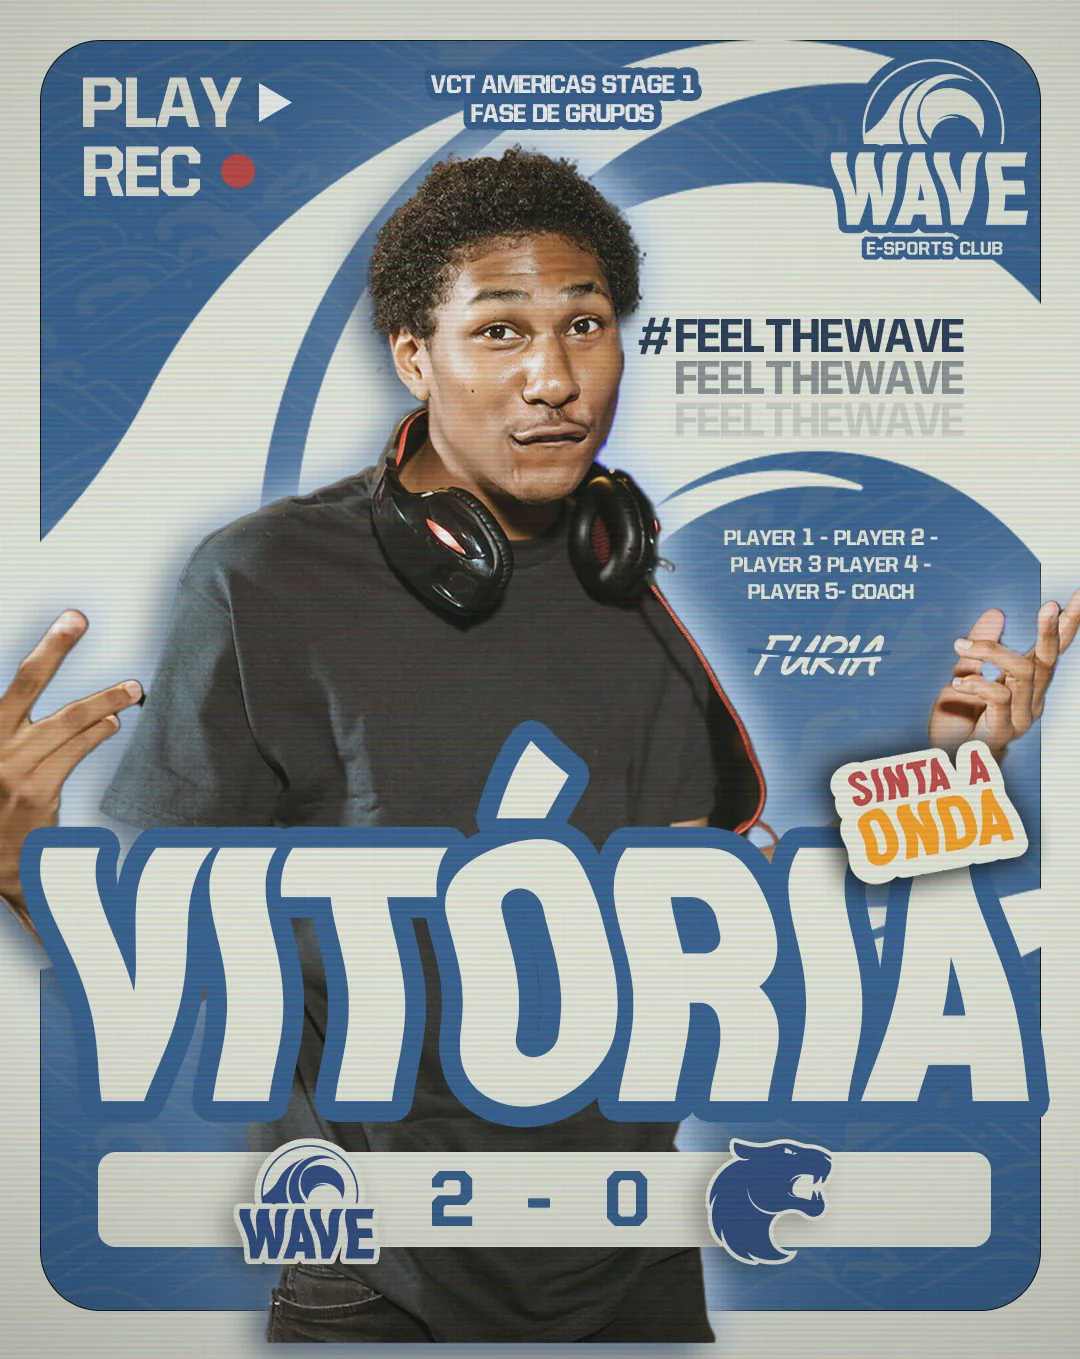 PLAY
REC
VCT AMERICAS STAGE 1
FASE DE GRUPOS
WAVE
E-SPORTS CLUB
#FEELTHEWAVE
FEELTHEWAVE
FEELTHEWAVE
PLAYER 1 - PLAYER 2 -
PLAYER 3 PLAYER 4 -
PLAYER 5- COACH
FURIA
SINTA A
ONDA
VITÓRIA
WAVE
2 - 0